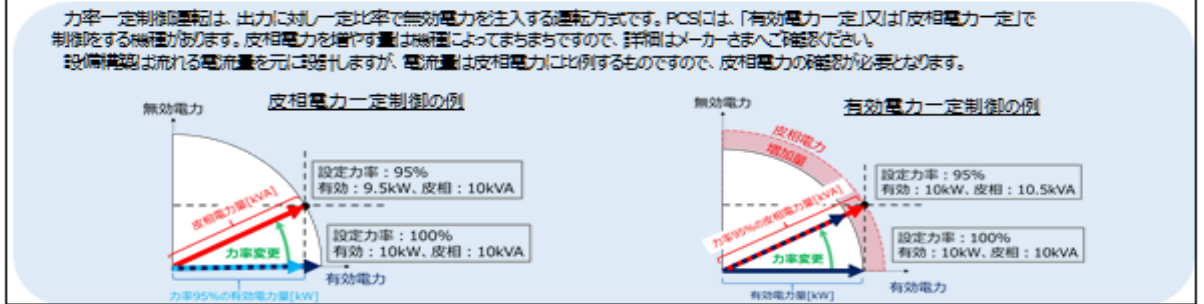 力率一定制御運転は、出力に対し一定比率で無効電力を注入する運転方式です。PCSには、「有効電力一定」又は「皮相電力一定」で
制御をする機種があります。皮相電力を増やす量は機種によってまちまちですので、詳細はメーカーさまへご確認ください。
設備構築は流れる電流量を元に設計しますが、電流量は皮相電力に比例するものですので、皮相電力の確認が必要となります。
皮相電力一定制御の例
無効電力
設定力率：95%
有効：9.5kW、皮相：10kVA
皮相電力量[kVA]
力率変更
設定力率：100%
有効：10kW、皮相：10kVA
有効電力
力率95%の有効電力量[kW]
有効電力一定制御の例
無効電力
皮相電力
増加量
設定力率：95%
有効：10kW、皮相：10.5kVA
力率95%の皮相電力量[kVA]
力率変更
設定力率：100%
有効：10kW、皮相：10kVA
有効電力
有効電力量[kW]